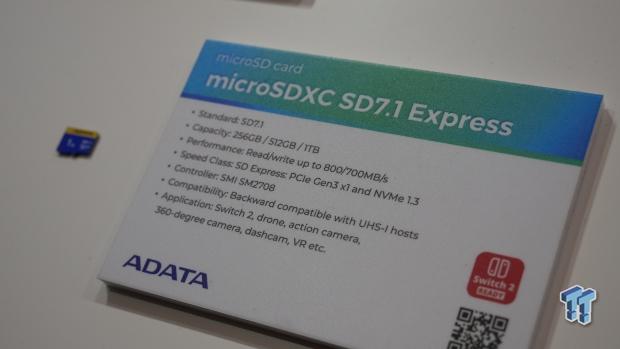 microSD card
microSDXC SD7.1 Express
• Standard: SD7.1
• Capacity: 256GB / 512GB / 1TB
• Performance: Read/write up to 800/700MB/s
• Speed Class: SD Express: PCIe Gen3 x1 and NVMe 1.3
• Controller: SMI SM2708
• Compatibility: Backward compatible with UHS-I hosts
• Application: Switch 2, drone, action camera,
360-degree camera, dashcam, VR etc.
ADATA
Switch 2
READY
TT